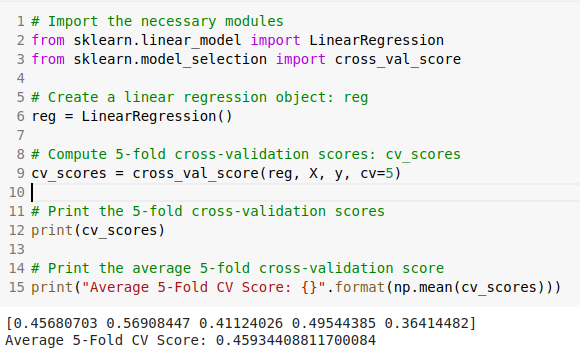 1 # Import the necessary modules
2 from sklearn.linear_model import LinearRegression
3 from sklearn.model_selection import cross_val_score
4
5 # Create a linear regression object: reg
6 reg = LinearRegression()
7
8 # Compute 5-fold cross-validation scores: cv_scores
9 cv_scores = cross_val_score(reg, X, y, cv=5)
10
11 # Print the 5-fold cross-validation scores
12 print(cv_scores)
13
14 # Print the average 5-fold cross-validation score
15 print("Average 5-Fold CV Score: {}".format(np.mean(cv_scores)))
[0.45680703 0.56908447 0.41124026 0.49544385 0.36414482]
Average 5-Fold CV Score: 0.45934408811700084